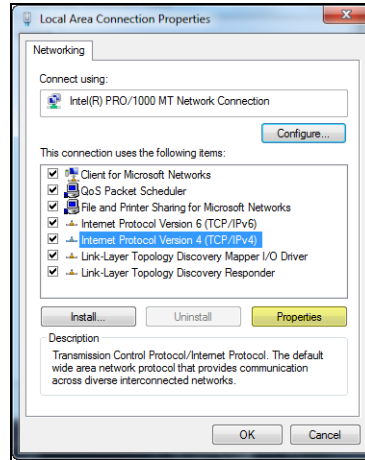 Local Area Connection Properties
Networking
Connect using:
Intel(R) PRO/1000 MT Network Connection
Configure...
This connection uses the following items:
Client for Microsoft Networks
QoS Packet Scheduler
File and Printer Sharing for Microsoft Networks
Internet Protocol Version 6 (TCP/IPv6)
Internet Protocol Version 4 (TCP/IPv4)
Link-Layer Topology Discovery Mapper I/O Driver
Link-Layer Topology Discovery Responder
Install... Uninstall Properties
Description
Transmission Control Protocol/Internet Protocol. The default
wide area network protocol that provides communication
across diverse interconnected networks.
OK Cancel